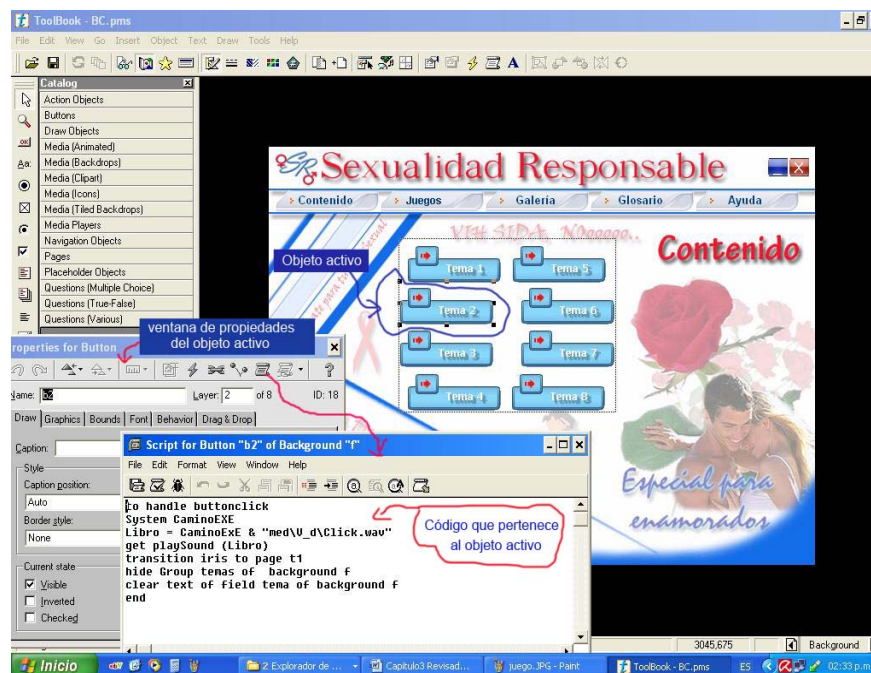 ToolBook - BC.pms
File Edit View Go Insert Object Text Draw Tools Help
Catalog
Action Objects
Buttons
Draw Objects
Media (Animated)
Media (Backdrops)
Media (Clipart)
Media (Icons)
Media (Tiled Backdrops)
Media Players
Navigation Objects
Pages
Placeholder Objects
Questions (Multiple Choice)
Questions (True-False)
Questions (Various)
SR Sexualidad Responsable
Contenido Juegos Galería Glosario Ayuda
VIH SIDA, NOooooo..
Contenido
Objeto activo
Tema 1 Tema 5
Tema 2 Tema 6
Tema 3 Tema 7
Tema 4 Tema 8
Especial para
enamorados
ventana de propiedades
del objeto activo
roperties for Button
Name: b2 Layer: 2 of 8 ID: 18
Draw Graphics Bounds Font Behavior Drag & Drop
Caption:
Style
Caption position:
Auto
Border style:
None
Current state
Visible
Inverted
Checked
Script for Button "b2" of Background "f"
File Edit Format View Window Help
to handle buttonclick
System CaminoEXE
Libro = CaminoExE & "med\V_d\Click.wav"
get playSound (Libro)
transition iris to page t1
hide Group temas of background f
clear text of field tema of background f
end
Código que pertenece
al objeto activo
3045,675 Background
Inicio 2 Explorador de ... Capitulo3 Revisad... juego.JPG - Paint ToolBook - BC.pms ES 02:33 p.m.